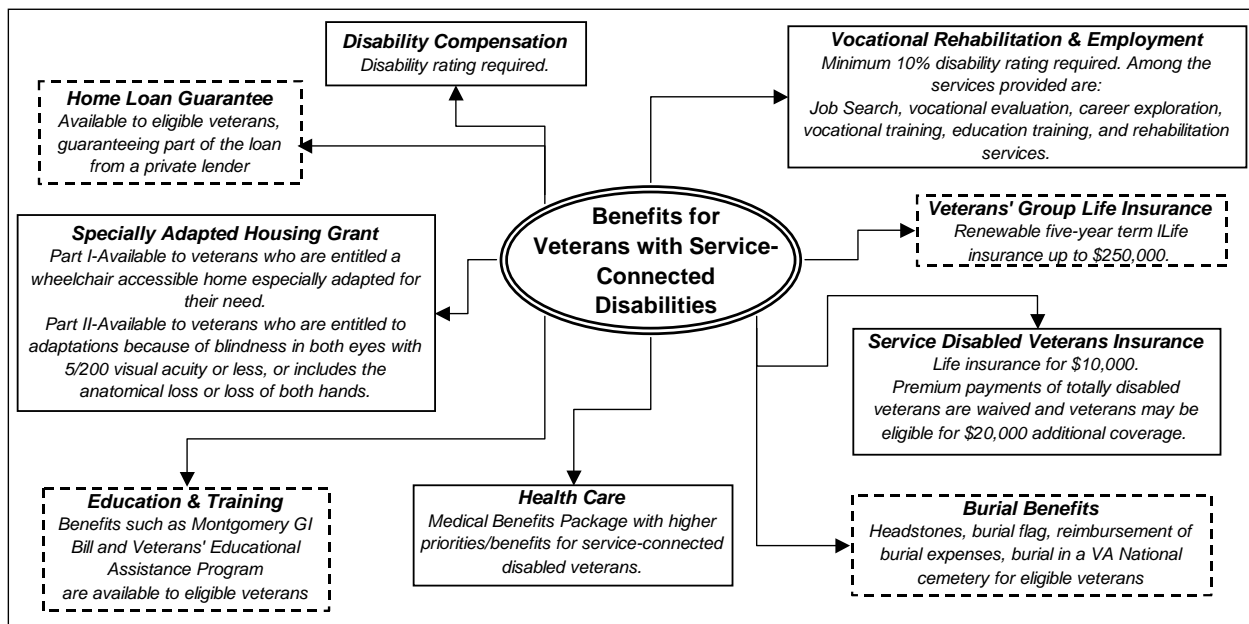 Disability Compensation
Disability rating required.
Vocational Rehabilitation & Employment
Minimum 10% disability rating required. Among the
services provided are:
Job Search, vocational evaluation, career exploration,
vocational training, education training, and rehabilitation
services.
Home Loan Guarantee
Available to eligible veterans,
guaranteeing part of the loan
from a private lender
Benefits for
Veterans with Service-
Connected
Disabilities
Veterans' Group Life Insurance
Renewable five-year term lLife
insurance up to $250,000.
Specially Adapted Housing Grant
Part I-Available to veterans who are entitled a
wheelchair accessible home especially adapted for
their need.
Part II-Available to veterans who are entitled to
adaptations because of blindness in both eyes with
5/200 visual acuity or less, or includes the
anatomical loss or loss of both hands.
Service Disabled Veterans Insurance
Life insurance for $10,000.
Premium payments of totally disabled
veterans are waived and veterans may be
eligible for $20,000 additional coverage.
Education & Training
Benefits such as Montgomery GI
Bill and Veterans' Educational
Assistance Program
are available to eligible veterans
Health Care
Medical Benefits Package with higher
priorities/benefits for service-connected
disabled veterans.
Burial Benefits
Headstones, burial flag, reimbursement of
burial expenses, burial in a VA National
cemetery for eligible veterans